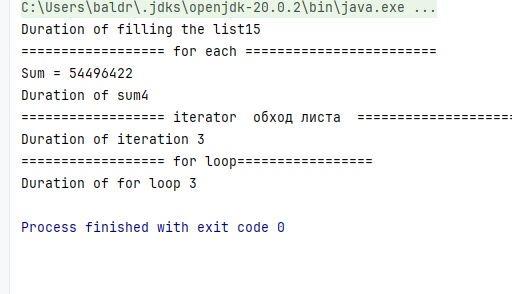 C:\Users\baldr\.jdks\openjdk-20.0.2\bin\java.exe ...
Duration of filling the list15
================= for each =======================
Sum = 54496422
Duration of sum4
================= iterator  обход листа  ===================
Duration of iteration 3
================= for loop================
Duration of for loop 3
Process finished with exit code 0